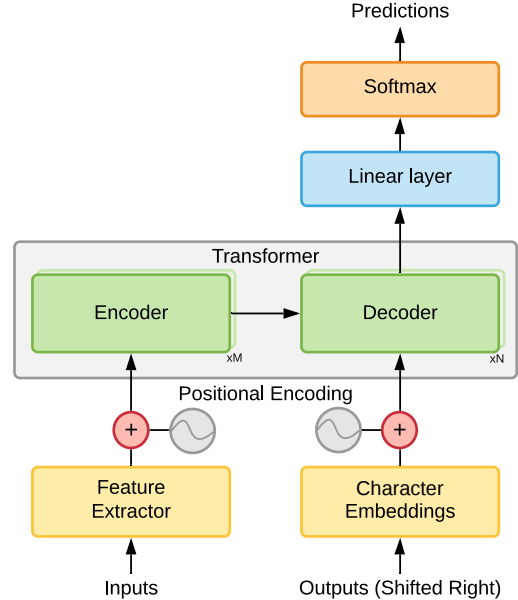 Predictions
Softmax
Linear layer
Transformer
Encoder
Decoder
xM
xN
Positional Encoding
+
+
Feature
Extractor
Character
Embeddings
Inputs
Outputs (Shifted Right)